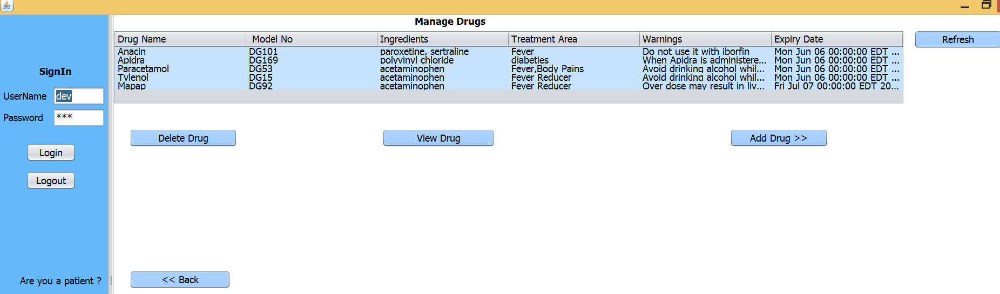 Manage Drugs
Drug Name Model No Ingredients Treatment Area Warnings Expiry Date
Refresh
Anacin DG101 paroxetine, sertraline Fever Do not use it with iborfin Mon Jun 06 00:00:00 EDT ...
Apidra DG169 polyvinyl chloride diabeties When Apidra is administere... Mon Jun 06 00:00:00 EDT ...
Paracetamol DG53 acetaminophen Fever,Body Pains Avoid drinking alcohol whil... Mon Jun 06 00:00:00 EDT ...
Tylenol DG15 acetaminophen Fever Reducer Avoid drinking alcohol whil... Mon Jun 06 00:00:00 EDT ...
Mapap DG92 acetaminophen Fever Reducer Over dose may result in liv... Fri Jul 07 00:00:00 EDT 20...
SignIn
UserName dev
Password ***
Login
Logout
Delete Drug View Drug Add Drug >>
Are you a patient ?
<< Back